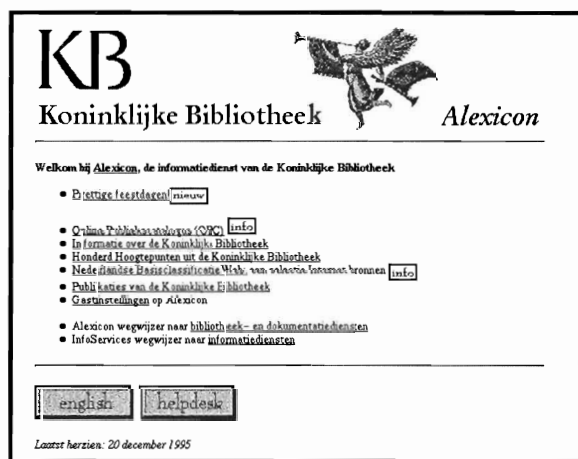 KB
Koninklijke Bibliotheek Alexicon
Welkom bij Alexicon, de informatiedienst van de Koninklijke Bibliotheek
Prettige feestdagen! nieuw
Online Publiekscatalogus (OPC) info
Informatie over de Koninklijke Bibliotheek
Honderd Hoogtepunten uit de Koninklijke Bibliotheek
Nederlandse Basisclassificatie Web, een selectie Internet bronnen info
Publikaties van de Koninklijke Bibliotheek
Gastinstellingen op Alexicon
Alexicon wegwijzer naar bibliotheek- en dokumentatiediensten
InfoServices wegwijzer naar informatiediensten
english helpdesk
Laatst herzien: 20 december 1995